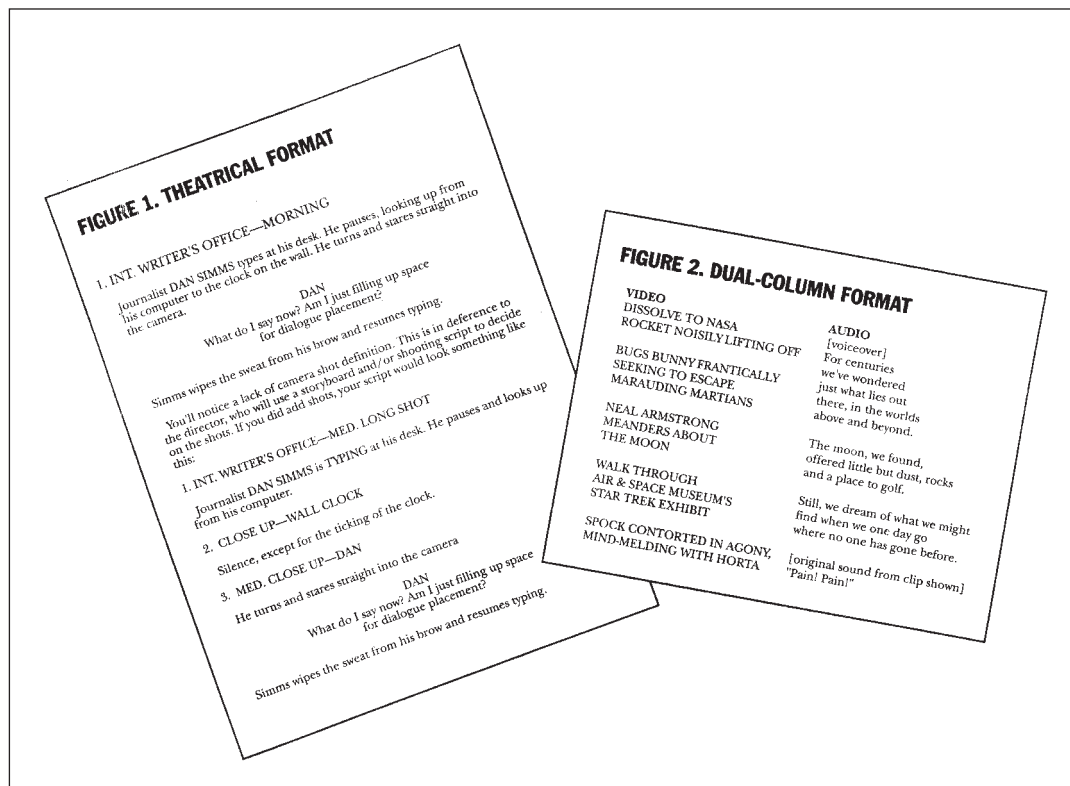 FIGURE 1. THEATRICAL FORMAT
1. INT. WRITER'S OFFICE—MORNING
Journalist DAN SIMMS types at his desk. He pauses, looking up from
his computer to the clock on the wall. He turns and stares straight into
the camera.
DAN
What do I say now? Am I just filling up space
for dialogue placement?
Simms wipes the sweat from his brow and resumes typing.
You'll notice a lack of camera shot definition. This is in deference to
the director, who will use a storyboard and/or shooting script to decide
on the shots. If you did add shots, your script would look something like
this:
1. INT. WRITER'S OFFICE—MED. LONG SHOT
Journalist DAN SIMMS is TYPING at his desk. He pauses and looks up
from his computer.
2. CLOSE UP—WALL CLOCK
Silence, except for the ticking of the clock.
3. MED. CLOSE UP—DAN
He turns and stares straight into the camera
DAN
What do I say now? Am I just filling up space
for dialogue placement?
Simms wipes the sweat from his brow and resumes typing.
FIGURE 2. DUAL-COLUMN FORMAT
VIDEO
DISSOLVE TO NASA
ROCKET NOISILY LIFTING OFF
BUGS BUNNY FRANTICALLY
SEEKING TO ESCAPE
MARAUDING MARTIANS
NEAL ARMSTRONG
MEANDERS ABOUT
THE MOON
WALK THROUGH
AIR & SPACE MUSEUM'S
STAR TREK EXHIBIT
SPOCK CONTORTED IN AGONY,
MIND-MELDING WITH HORTA
AUDIO
[voiceover]
For centuries
we've wondered
just what lies out
there, in the worlds
above and beyond.
The moon, we found,
offered little but dust, rocks
and a place to golf.
Still, we dream of what we might
find when we one day go
where no one has gone before.
[original sound from clip shown]
"Pain! Pain!"